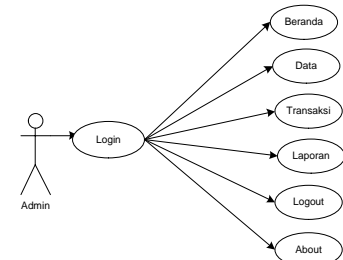 Beranda
Data
Transaksi
Login
Laporan
Admin
Logout
About